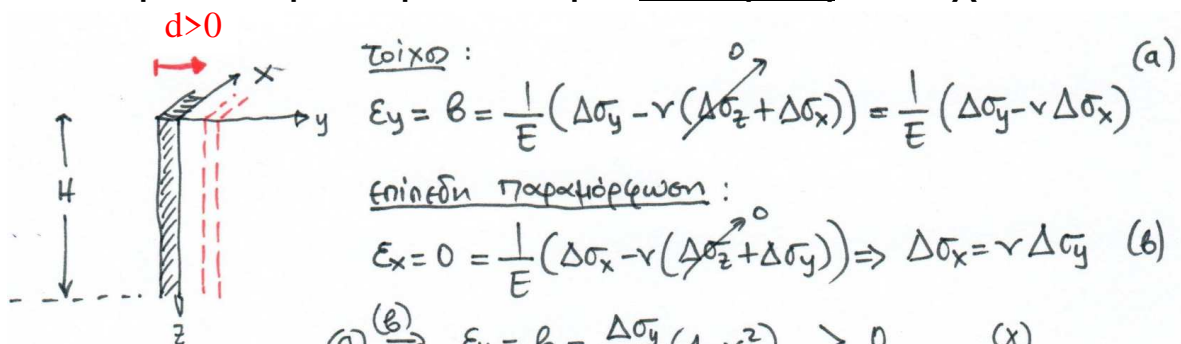 d>0
τοίχος :
(a)
x
y
H
z
εy = β = 1/E (Δσy - ν(Δσz + Δσx)) = 1/E (Δσy - νΔσx)
0
επίπεδη παραμόρφωση :
εx = 0 = 1/E (Δσx - ν(Δσz + Δσy)) ⇒ Δσx = νΔσy (β)
0